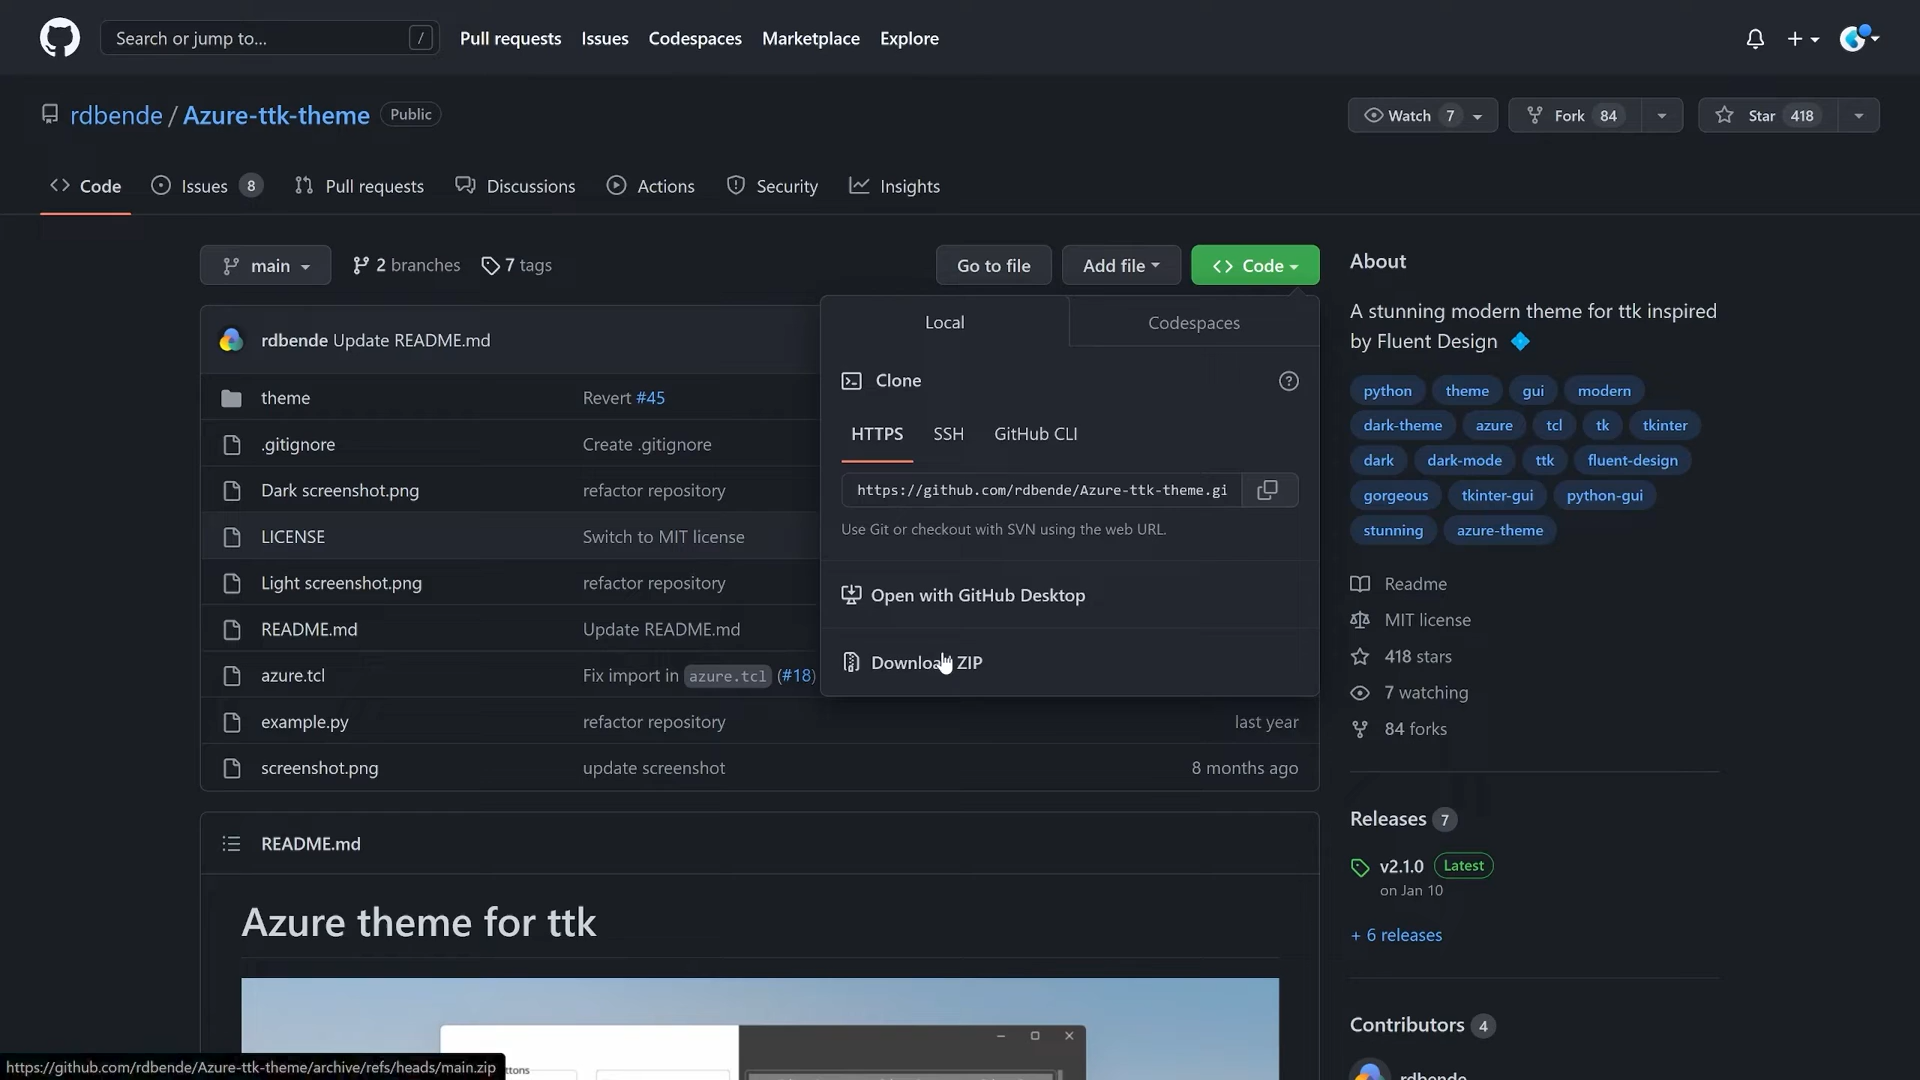 Search or jump to... /
Pull requests Issues Codespaces Marketplace Explore
rdbende / Azure-ttk-theme Public
Watch 7 Fork 84 Star 418
Code Issues 8 Pull requests Discussions Actions Security Insights
main 2 branches 7 tags Go to file Add file Code
rdbende Update README.md
theme Revert #45
.gitignore Create .gitignore
Dark screenshot.png refactor repository
LICENSE Switch to MIT license
Light screenshot.png refactor repository
README.md Update README.md
azure.tcl Fix import in azure.tcl (#18)
example.py refactor repository last year
screenshot.png update screenshot 8 months ago
Local Codespaces
Clone
HTTPS SSH GitHub CLI
https://github.com/rdbende/Azure-ttk-theme.gi
Use Git or checkout with SVN using the web URL.
Open with GitHub Desktop
Download ZIP
README.md
Azure theme for ttk
About
A stunning modern theme for ttk inspired
by Fluent Design
python theme gui modern
dark-theme azure tcl tk tkinter
dark dark-mode ttk fluent-design
gorgeous tkinter-gui python-gui
stunning azure-theme
Readme
MIT license
418 stars
7 watching
84 forks
Releases 7
v2.1.0 Latest
on Jan 10
+ 6 releases
Contributors 4
rdbende
https://github.com/rdbende/Azure-ttk-theme/archive/refs/heads/main.zip